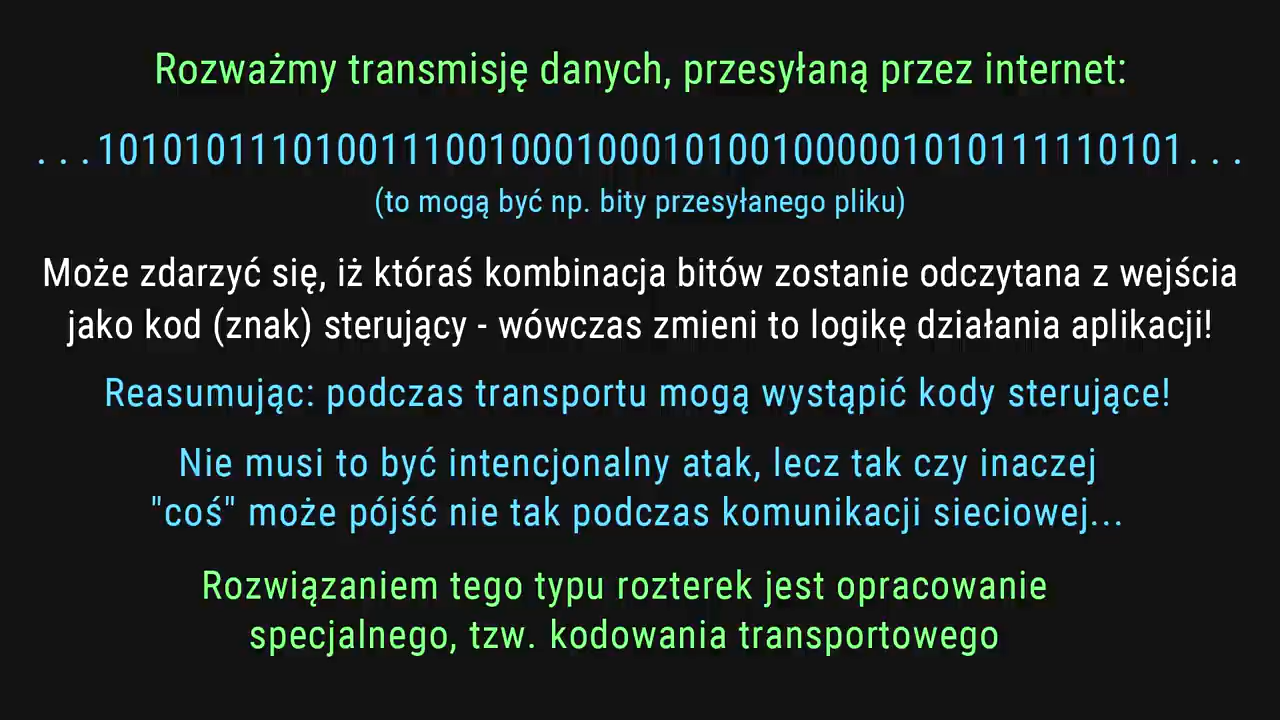 Rozważmy transmisję danych, przesyłaną przez internet:
...10101011101001110010001000101001000001010111110101...
(to mogą być np. bity przesyłanego pliku)
Może zdarzyć się, iż któraś kombinacja bitów zostanie odczytana z wejścia
jako kod (znak) sterujący - wówczas zmieni to logikę działania aplikacji!
Reasumując: podczas transportu mogą wystąpić kody sterujące!
Nie musi to być intencjonalny atak, lecz tak czy inaczej
"coś" może pójść nie tak podczas komunikacji sieciowej...
Rozwiązaniem tego typu rozterek jest opracowanie
specjalnego, tzw. kodowania transportowego